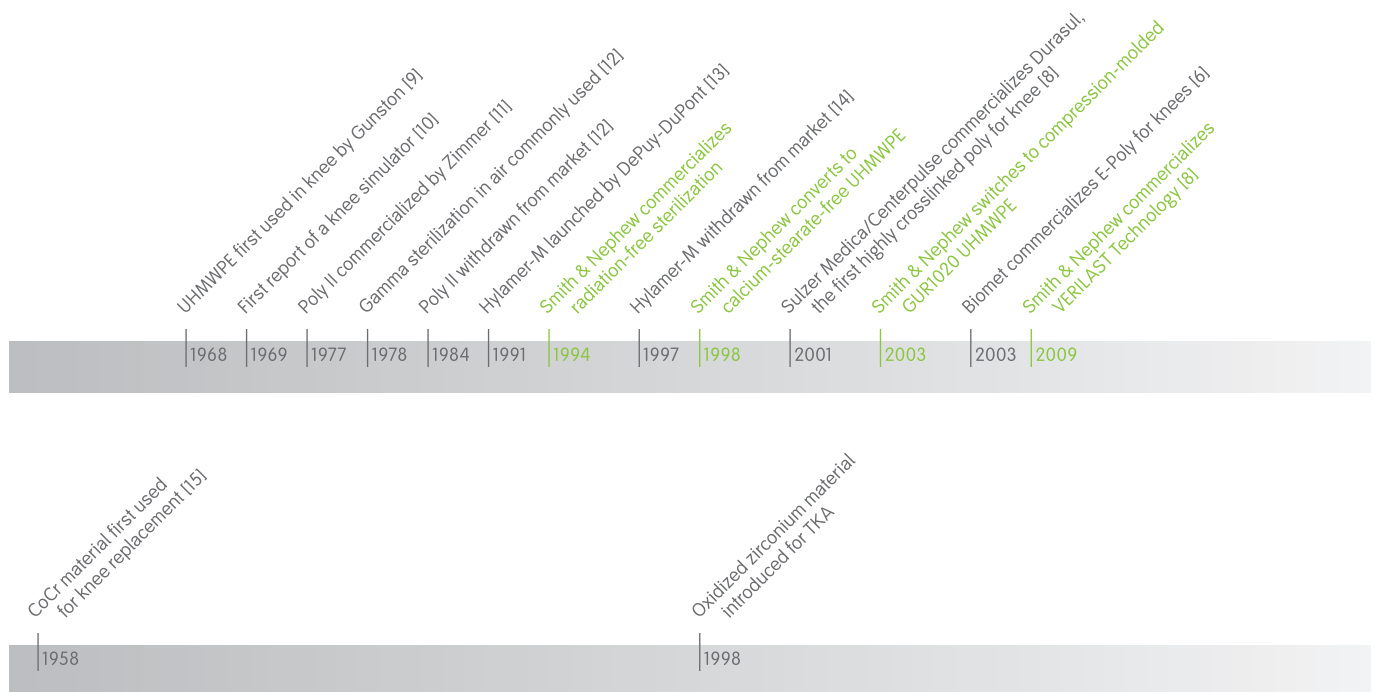 UHMWPE first used in knee by Gunston [9]
First report of a knee simulator [10]
Poly II commercialized by Zimmer [11]
Gamma sterilization in air commonly used [12]
Poly II withdrawn from market [12]
Hylamer-M launched by DePuy-DuPont [13]
Smith & Nephew commercializes
radiation-free sterilization
Hylamer-M withdrawn from market [14]
Smith & Nephew converts to
calcium-stearate-free UHMWPE
Sulzer Medica/Centerpulse commercializes Durasul,
the first highly crosslinked poly for knee [8]
Smith & Nephew switches to compression-molded
GUR1020 UHMWPE
Biomet commercializes E-Poly for knees [6]
Smith & Nephew commercializes
VERILAST Technology [8]
1968 1969 1977 1978 1984 1991 1994 1997 1998 2001 2003 2003 2009
CoCr material first used
for knee replacement [15]
Oxidized zirconium material
introduced for TKA
1958 1998